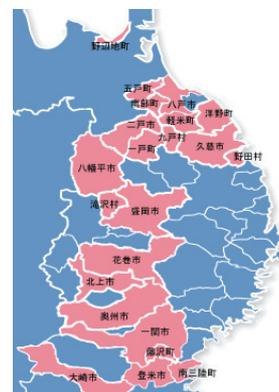 野辺地町
五戸町
南部町
八戸市
洋野町
軽米町
二戸市
九戸村
一戸町
久慈市
野田村
八幡平市
滝沢村
盛岡市
花巻市
北上市
奥州市
一関市
藤沢町
大崎市
登米市
南三陸町